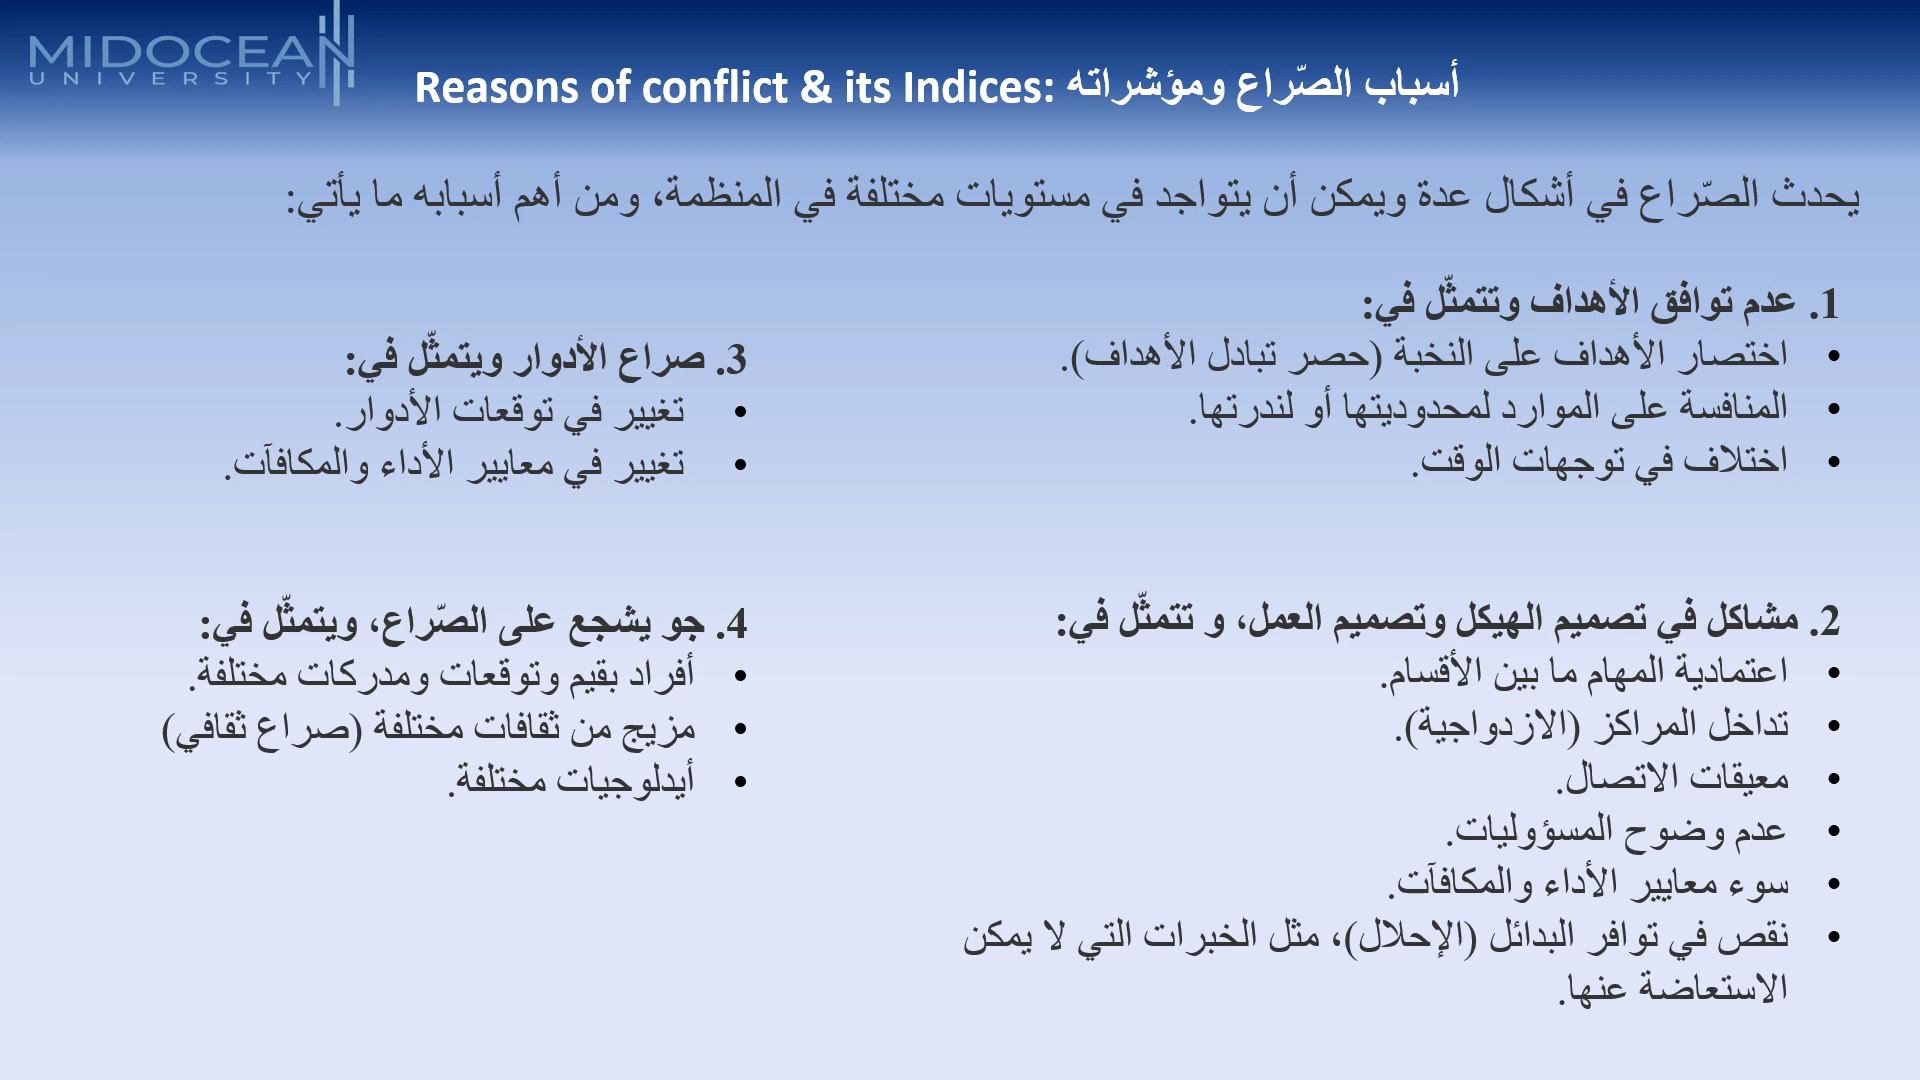 MIDOCEAN
UNIVERSITY
Reasons of conflict & its Indices: أسباب الصّراع ومؤشراته
يحدث الصّراع في أشكال عدة ويمكن أن يتواجد في مستويات مختلفة في المنظمة، ومن أهم أسبابه ما يأتي:
1. عدم توافق الأهداف وتتمثّل في:
• اختصار الأهداف على النخبة (حصر تبادل الأهداف).
• المنافسة على الموارد لمحدوديتها أو لندرتها.
• اختلاف في توجهات الوقت.
2. مشاكل في تصميم الهيكل وتصميم العمل، و تتمثّل في:
• اعتمادية المهام ما بين الأقسام.
• تداخل المراكز (الازدواجية).
• معيقات الاتصال.
• عدم وضوح المسؤوليات.
• سوء معايير الأداء والمكافآت.
• نقص في توافر البدائل (الإحلال)، مثل الخبرات التي لا يمكن
الاستعاضة عنها.
3. صراع الأدوار ويتمثّل في:
• تغيير في توقعات الأدوار.
• تغيير في معايير الأداء والمكافآت.
4. جو يشجع على الصّراع، ويتمثّل في:
• أفراد بقيم وتوقعات ومدركات مختلفة.
• مزيج من ثقافات مختلفة (صراع ثقافي)
• أيدلوجيات مختلفة.